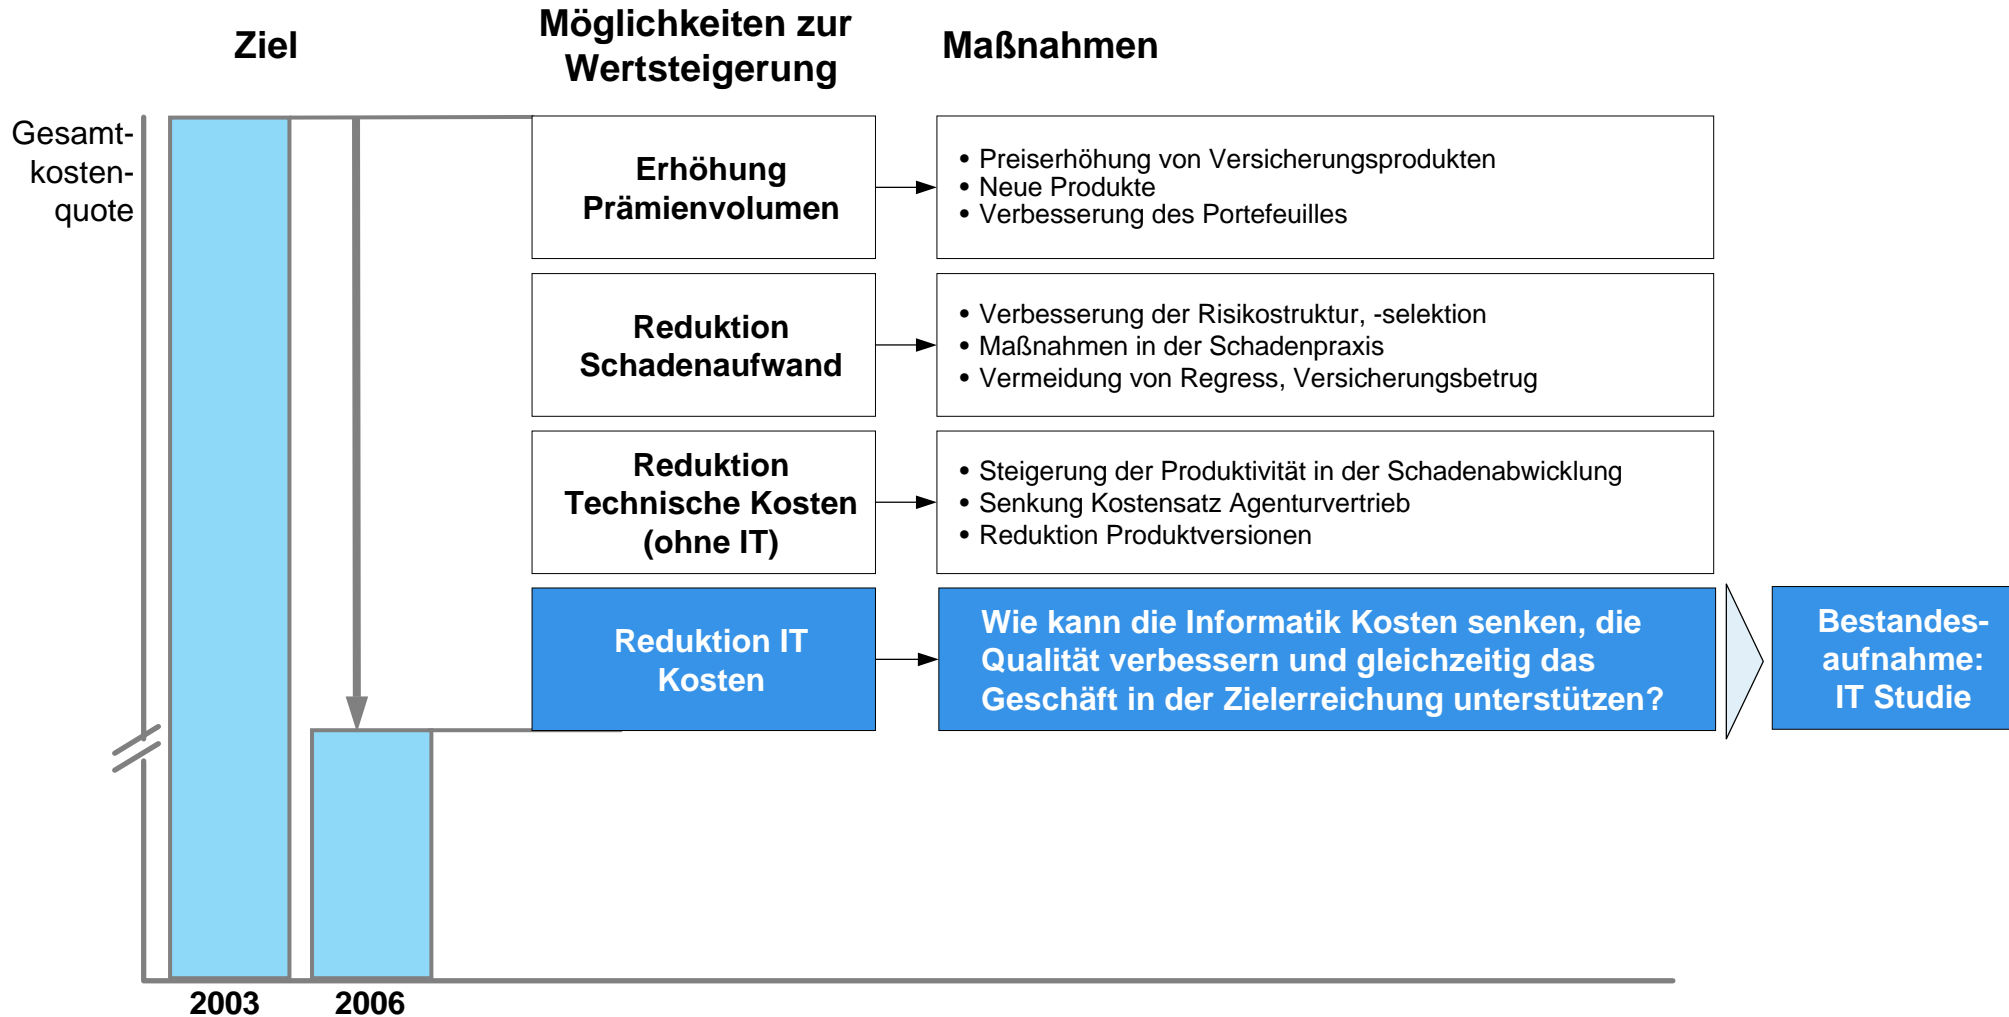 Ziel
Möglichkeiten zur
Wertsteigerung
Maßnahmen
Gesamt-
kosten-
quote
Erhöhung
Prämienvolumen
• Preiserhöhung von Versicherungsprodukten
• Neue Produkte
• Verbesserung des Portefeuilles
Reduktion
Schadenaufwand
• Verbesserung der Risikostruktur, -selektion
• Maßnahmen in der Schadenpraxis
• Vermeidung von Regress, Versicherungsbetrug
Reduktion
Technische Kosten
(ohne IT)
• Steigerung der Produktivität in der Schadenabwicklung
• Senkung Kostensatz Agenturvertrieb
• Reduktion Produktversionen
Reduktion IT
Kosten
Wie kann die Informatik Kosten senken, die
Qualität verbessern und gleichzeitig das
Geschäft in der Zielerreichung unterstützen?
Bestandes-
aufnahme:
IT Studie
2003
2006